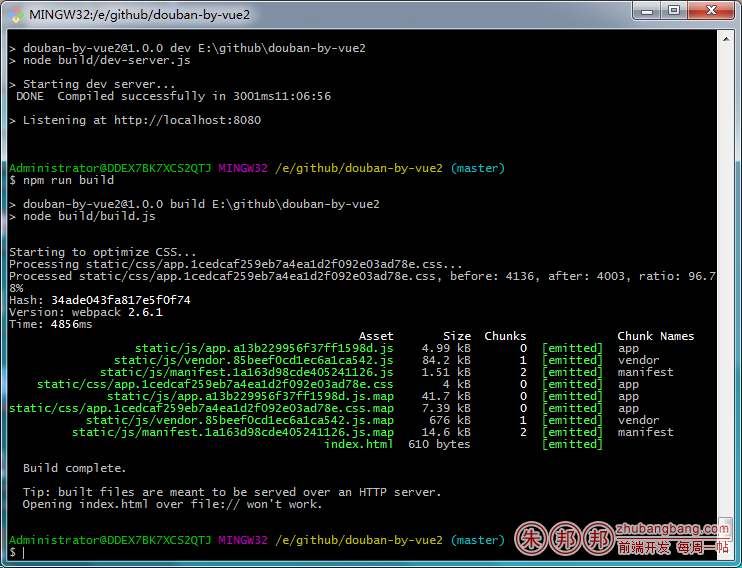 MINGW32:/e/github/douban-by-vue2
> douban-by-vue2@1.0.0 dev E:\github\douban-by-vue2
> node build/dev-server.js
> Starting dev server...
DONE  Compiled successfully in 3001ms11:06:56
> Listening at http://localhost:8080
Administrator@DDEX7BK7XCS2QTJ MINGW32 /e/github/douban-by-vue2 (master)
$ npm run build
> douban-by-vue2@1.0.0 build E:\github\douban-by-vue2
> node build/build.js
Starting to optimize CSS...
Processing static/css/app.1cedcaf259eb7a4ea1d2f092e03ad78e.css...
Processed static/css/app.1cedcaf259eb7a4ea1d2f092e03ad78e.css, before: 4136, after: 4003, ratio: 96.7
8%
Hash: 34ade043fa817e5f0f74
Version: webpack 2.6.1
Time: 4856ms
Asset Size Chunks Chunk Names
static/js/app.a13b229956f37ff1598d.js 4.99 kB 0 [emitted] app
static/js/vendor.85beef0cd1ec6a1ca542.js 84.2 kB 1 [emitted] vendor
static/js/manifest.1a163d98cde405241126.js 1.51 kB 2 [emitted] manifest
static/css/app.1cedcaf259eb7a4ea1d2f092e03ad78e.css 4 kB 0 [emitted] app
static/js/app.a13b229956f37ff1598d.js.map 41.7 kB 0 [emitted] app
static/css/app.1cedcaf259eb7a4ea1d2f092e03ad78e.css.map 7.39 kB 0 [emitted] app
static/js/vendor.85beef0cd1ec6a1ca542.js.map 676 kB 1 [emitted] vendor
static/js/manifest.1a163d98cde405241126.js.map 14.6 kB 2 [emitted] manifest
index.html 610 bytes [emitted]
Build complete.
Tip: built files are meant to be served over an HTTP server.
Opening index.html over file:// won't work.
Administrator@DDEX7BK7XCS2QTJ MINGW32 /e/github/douban-by-vue2 (master)
$
朱邦邦 zhubangbang.com
前端开发 每周一帖